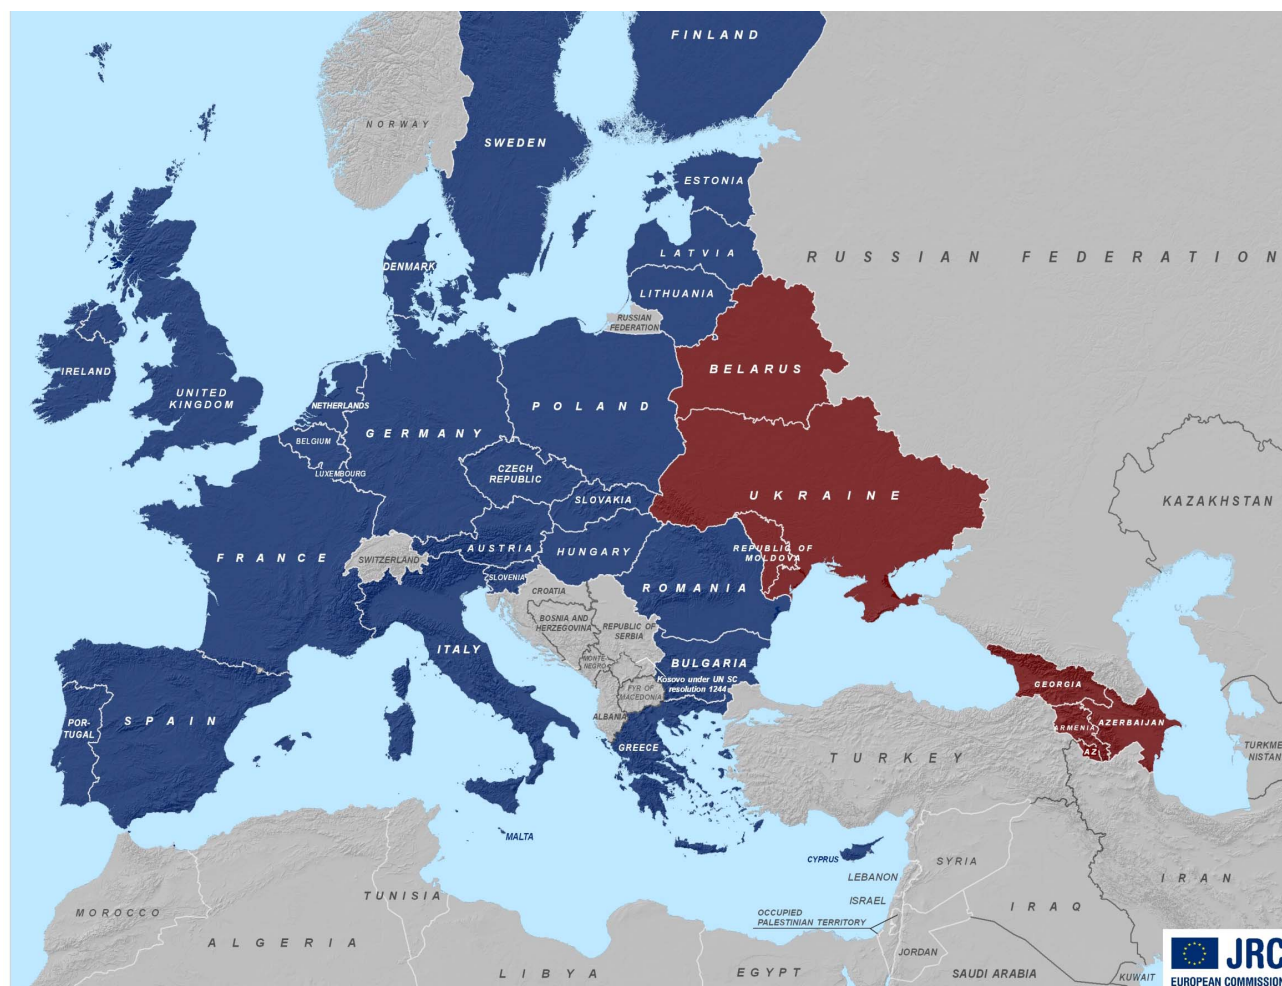 FINLAND
NORWAY
SWEDEN
ESTONIA
RUSSIAN FEDERATION
LATVIA
DENMARK
LITHUANIA
RUSSIAN
FEDERATION
IRELAND
BELARUS
UNITED
KINGDOM
NETHERLANDS
POLAND
GERMANY
BELGIUM
LUXEMBOURG
CZECH
REPUBLIC
SLOVAKIA
UKRAINE
KAZAKHSTAN
FRANCE
SWITZERLAND
AUSTRIA
HUNGARY
REPUBLIC OF
MOLDOVA
SLOVENIA
ROMANIA
CROATIA
BOSNIA AND
HERZEGOVINA
REPUBLIC OF
SERBIA
ITALY
MONTE-
NEGRO
BULGARIA
Kosovo under UN SC
resolution 1244
FYR OF
MACEDONIA
ALBANIA
GEORGIA
ARMENIA
AZERBAIJAN
AZ
POR-
TUGAL
SPAIN
GREECE
TURKEY
TURKME
NISTAN
MALTA
CYPRUS
SYRIA
LEBANON
ISRAEL
IRAQ
IRAN
OCCUPIED
PALESTINIAN TERRITORY
MOROCCO
TUNISIA
ALGERIA
LIBYA
EGYPT
JORDAN
SAUDI ARABIA
KUWAIT
JRC
EUROPEAN COMMISSION